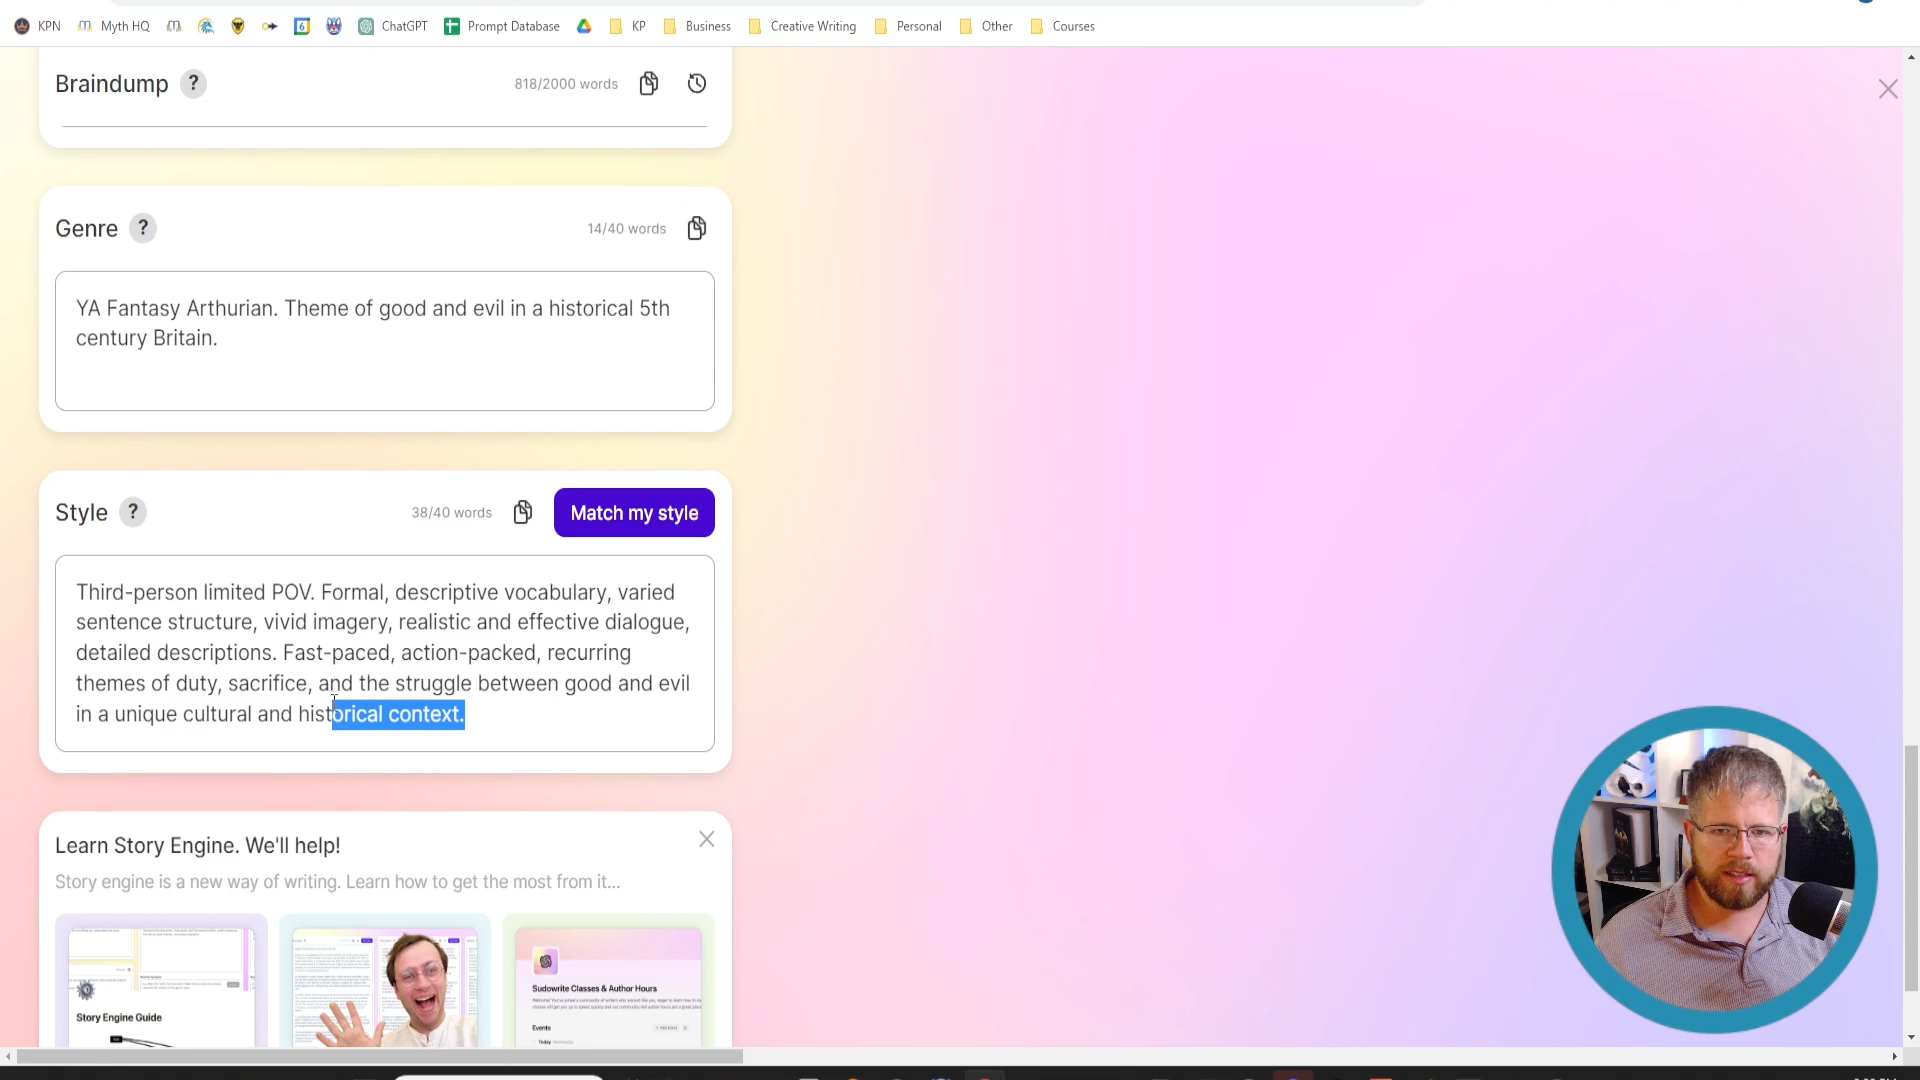 KPN Myth HQ ChatGPT Prompt Database KP Business Creative Writing Personal Other Courses
Braindump ? 818/2000 words
Genre ? 14/40 words
YA Fantasy Arthurian. Theme of good and evil in a historical 5th
century Britain.
Style ? 38/40 words Match my style
Third-person limited POV. Formal, descriptive vocabulary, varied
sentence structure, vivid imagery, realistic and effective dialogue,
detailed descriptions. Fast-paced, action-packed, recurring
themes of duty, sacrifice, and the struggle between good and evil
in a unique cultural and historical context.
Learn Story Engine. We'll help!
Story engine is a new way of writing. Learn how to get the most from it...
Story Engine Guide
Sudowrite Classes & Author Hours
Events
Today